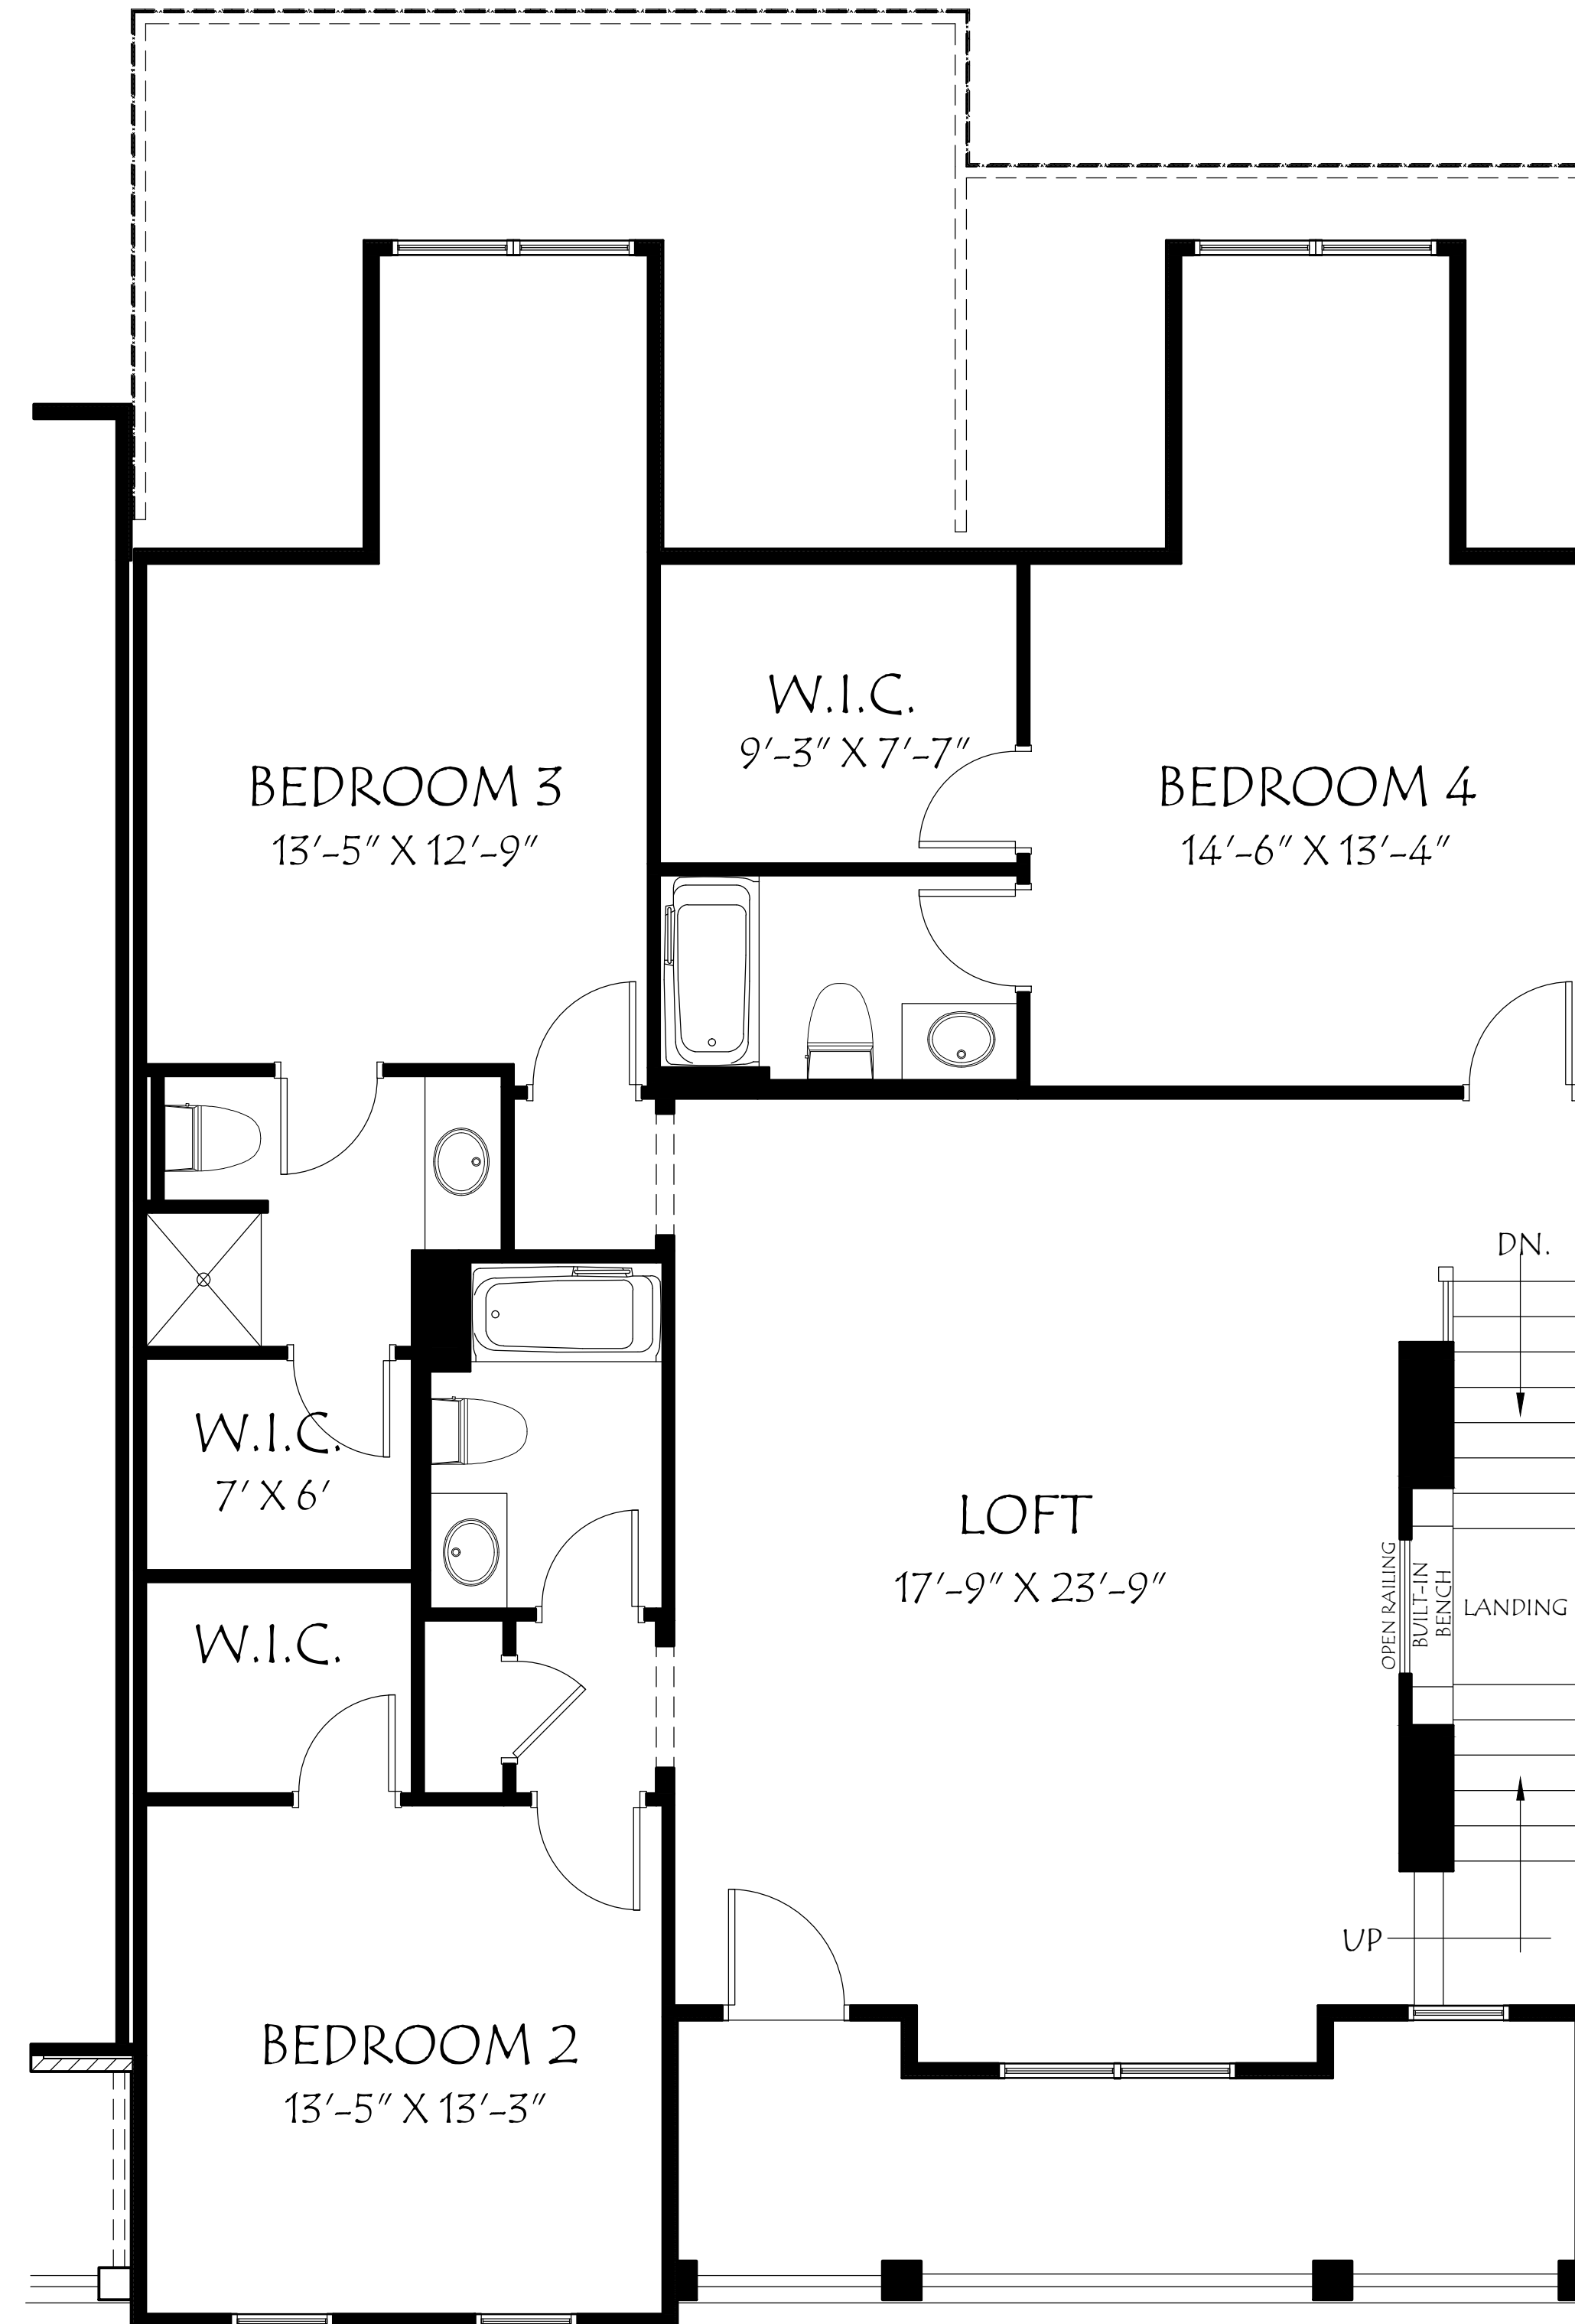 W.I.C.
9'-3" X 7'-7"
BEDROOM 3
13'-5" X 12'-9"
BEDROOM 4
14'-6" X 13'-4"
DN.
W.I.C.
7' X 6'
LOFT
17'-9" X 23'-9"
OPEN RAILING
BUILT-IN
BENCH
LANDING
W.I.C.
UP
BEDROOM 2
13'-5" X 13'-3"